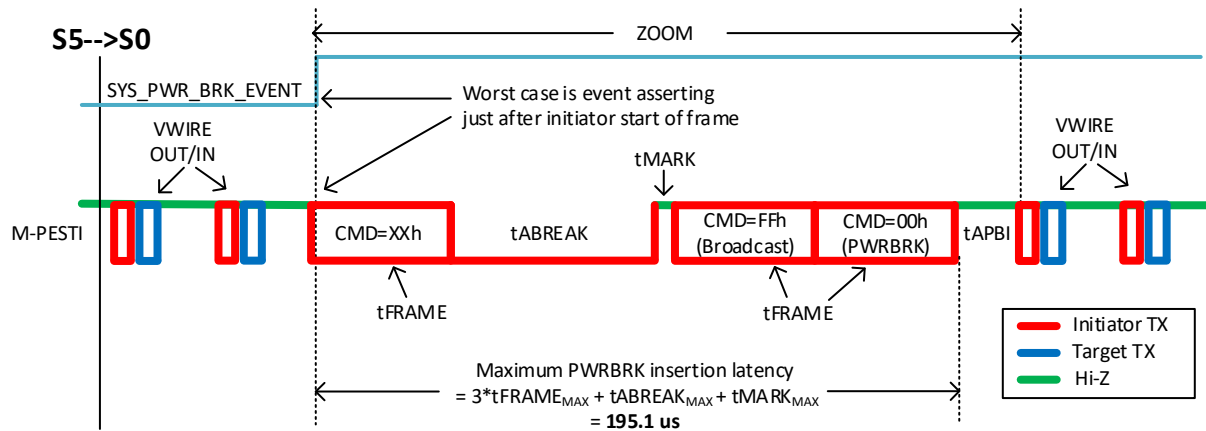 S5-->S0
ZOOM
SYS_PWR_BRK_EVENT
Worst case is event asserting
just after initiator start of frame
VWIRE
OUT/IN
tMARK
VWIRE
OUT/IN
M-PESTI
CMD=XXh
tABREAK
CMD=FFh
(Broadcast)
CMD=00h
(PWRBRK)
tAPBI
tFRAME
tFRAME
Initiator TX
Target TX
Hi-Z
Maximum PWRBRK insertion latency
= 3*tFRAMEMAX + tABREAKMAX + tMARKMAX
= 195.1 us